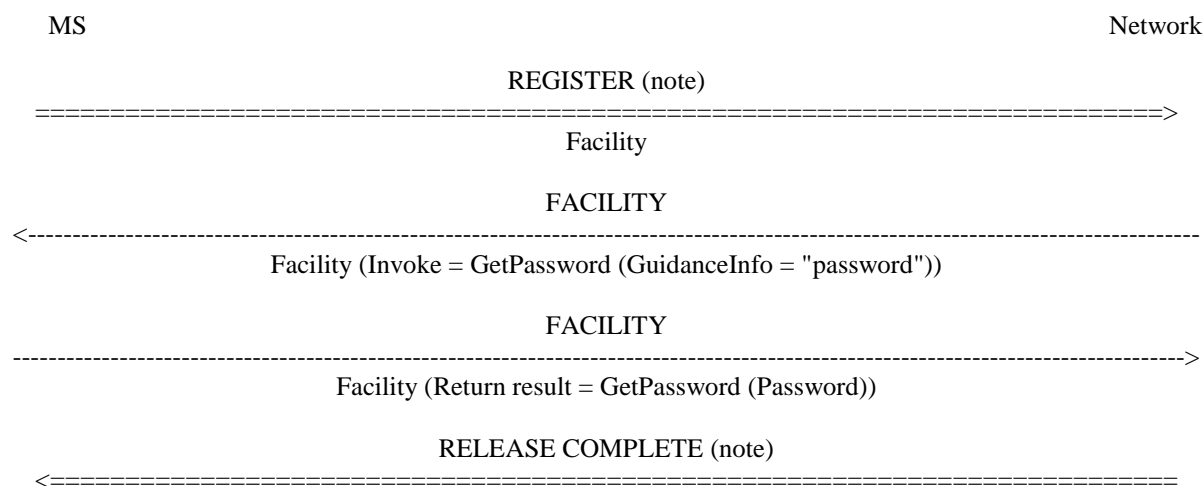 MS Network
REGISTER (note)
===========================================================================>
Facility
FACILITY
<------------------------------------------------------------------------------------------------------------------------------------
Facility (Invoke = GetPassword (GuidanceInfo = "password"))
FACILITY
------------------------------------------------------------------------------------------------------------------------------------>
Facility (Return result = GetPassword (Password))
RELEASE COMPLETE (note)
<===========================================================================